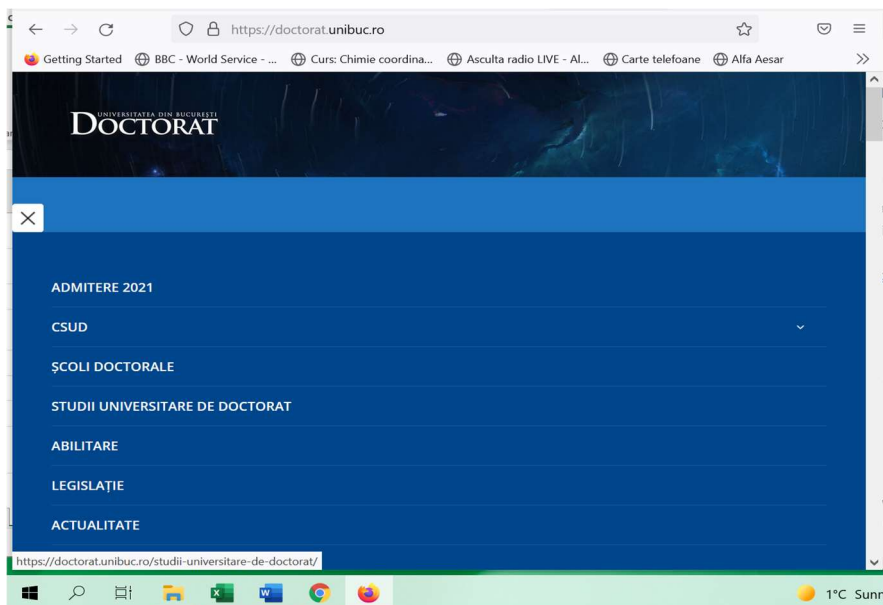 https://doctorat.unibuc.ro
Getting Started BBC - World Service - ... Curs: Chimie coordina... Asculta radio LIVE - Al... Carte telefoane Alfa Aesar
UNIVERSITATEA DIN BUCUREȘTI
DOCTORAT
ADMITERE 2021
CSUD
ȘCOLI DOCTORALE
STUDII UNIVERSITARE DE DOCTORAT
ABILITARE
LEGISLAȚIE
ACTUALITATE
https://doctorat.unibuc.ro/studii-universitare-de-doctorat/
1°C Sunn